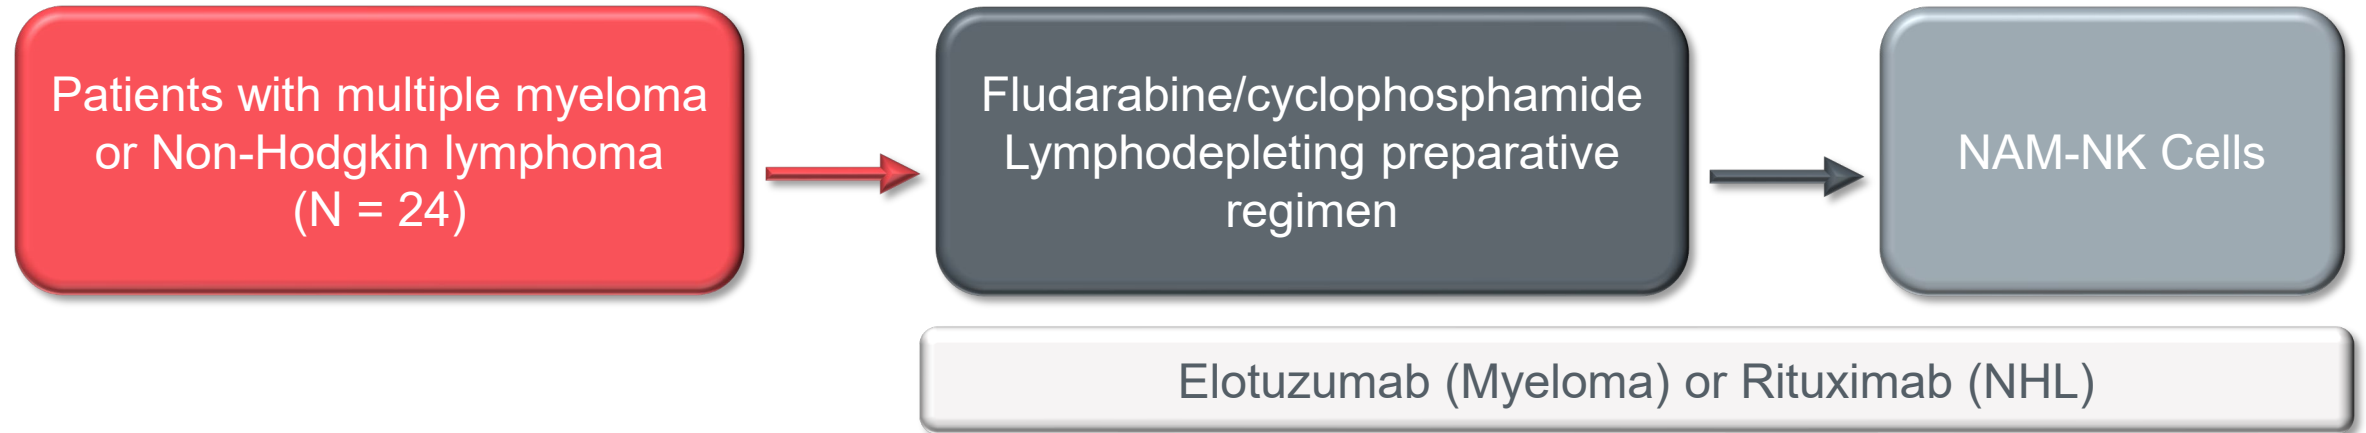 Patients with multiple myeloma
or Non-Hodgkin lymphoma
(N = 24)
Fludarabine/cyclophosphamide
Lymphodepleting preparative
regimen
NAM-NK Cells
Elotuzumab (Myeloma) or Rituximab (NHL)